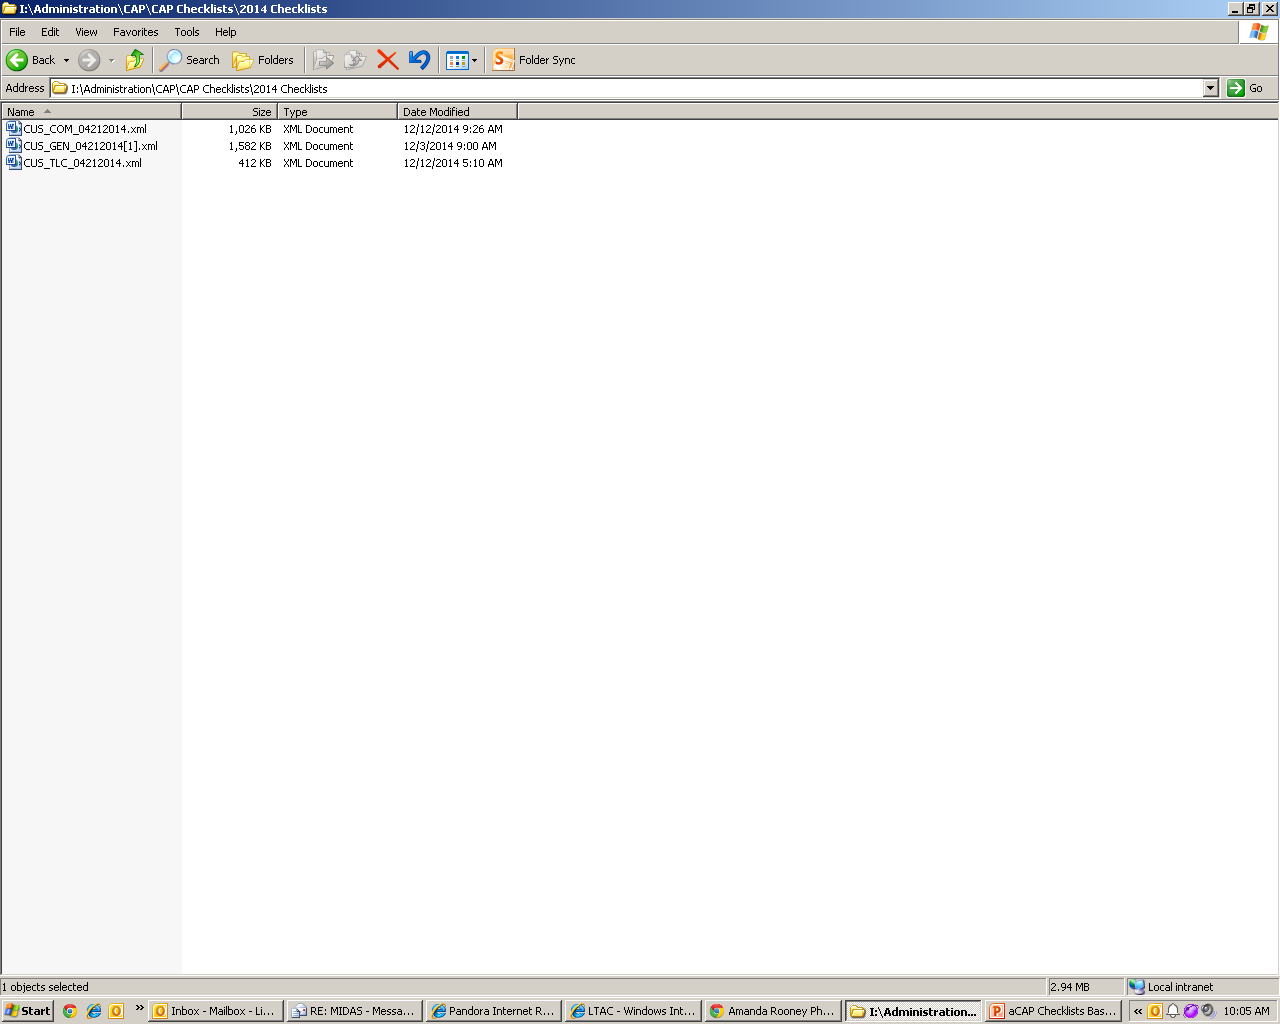 I:\Administration\CAP\CAP Checklists\2014 Checklists
File Edit View Favorites Tools Help
Back Search Folders Folder Sync
Address I:\Administration\CAP\CAP Checklists\2014 Checklists Go
Name Size Type Date Modified
CUS_COM_04212014.xml 1,026 KB XML Document 12/12/2014 9:26 AM
CUS_GEN_04212014[1].xml 1,582 KB XML Document 12/3/2014 9:00 AM
CUS_TLC_04212014.xml 412 KB XML Document 12/12/2014 5:10 AM
1 objects selected 2.94 MB Local intranet
Start Inbox - Mailbox - Li... RE: MIDAS - Messa... Pandora Internet R... LTAC - Windows Int... Amanda Rooney Ph... I:\Administration... aCAP Checklists Bas... 10:05 AM